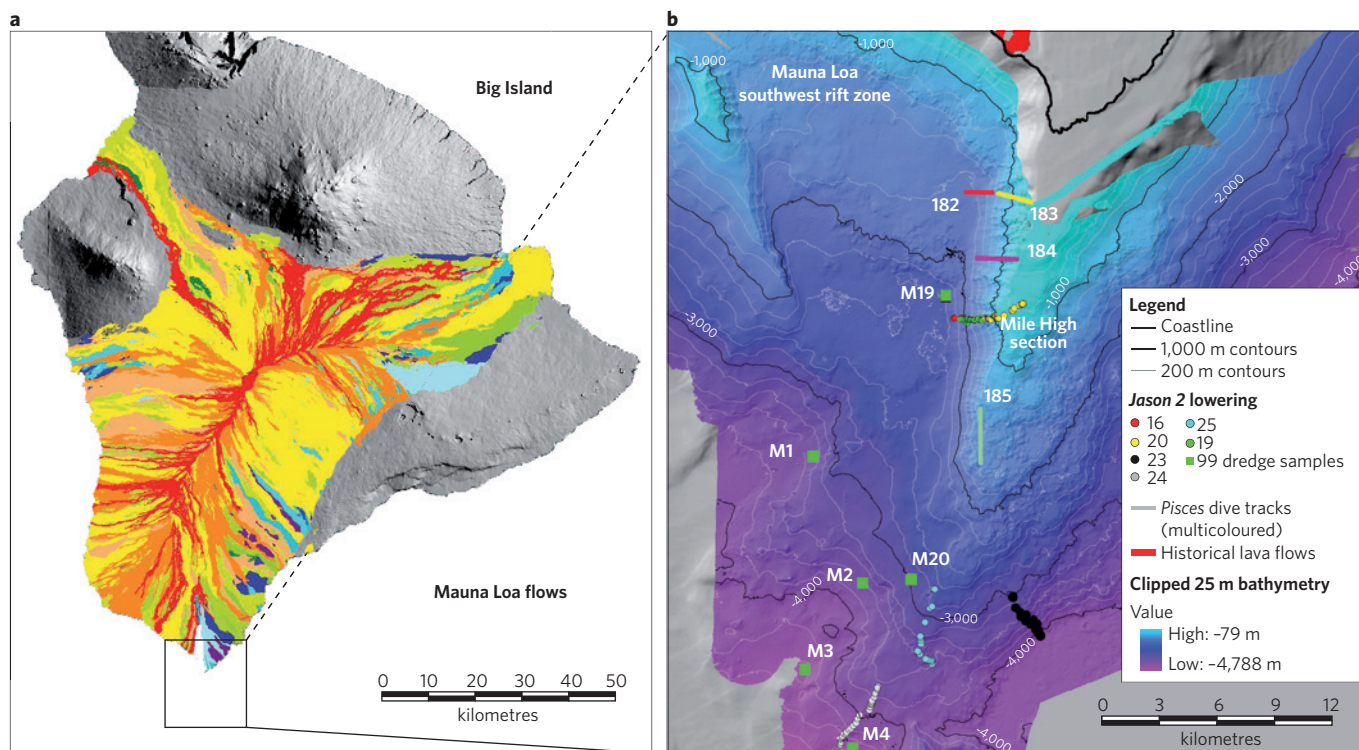 a
Big Island
Mauna Loa flows
0 10 20 30 40 50
kilometres
b
-1,000
-1,000
Mauna Loa
southwest rift zone
-1,000
182
183
184
-2,000
-3,000
-4,000
M19
-1,000
Mile High
section
-3,000
185
M1
M2
M20
-4,000
-3,000
-4,000
M3
M4
-4,000
Legend
Coastline
1,000 m contours
200 m contours
Jason 2 lowering
16
20
23
24
25
19
99 dredge samples
Pisces dive tracks
(multicoloured)
Historical lava flows
Clipped 25 m bathymetry
Value
High: –79 m
Low: –4,788 m
0 3 6 9 12
kilometres